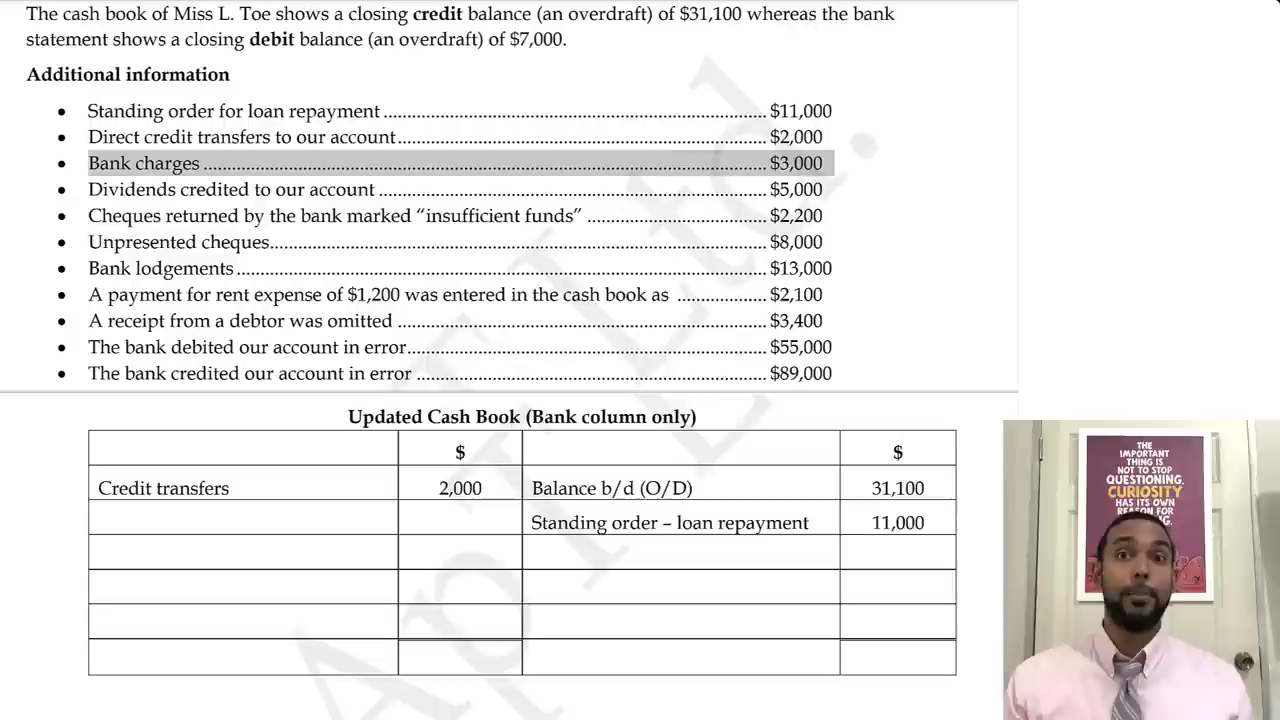 The cash book of Miss L. Toe shows a closing credit balance (an overdraft) of $31,100 whereas the bank
statement shows a closing debit balance (an overdraft) of $7,000.
Additional information
• Standing order for loan repayment ........ $11,000
• Direct credit transfers to our account ........ $2,000
• Bank charges ........ $3,000
• Dividends credited to our account ........ $5,000
• Cheques returned by the bank marked “insufficient funds” ........ $2,200
• Unpresented cheques ........ $8,000
• Bank lodgements ........ $13,000
• A payment for rent expense of $1,200 was entered in the cash book as ........ $2,100
• A receipt from a debtor was omitted ........ $3,400
• The bank debited our account in error ........ $55,000
• The bank credited our account in error ........ $89,000
Updated Cash Book (Bank column only)
$ $
Credit transfers 2,000 Balance b/d (O/D) 31,100
Standing order – loan repayment 11,000
THE
IMPORTANT
THING IS
NOT TO STOP
QUESTIONING.
CURIOSITY
HAS ITS OWN
REASON FOR
ApT Ltd.